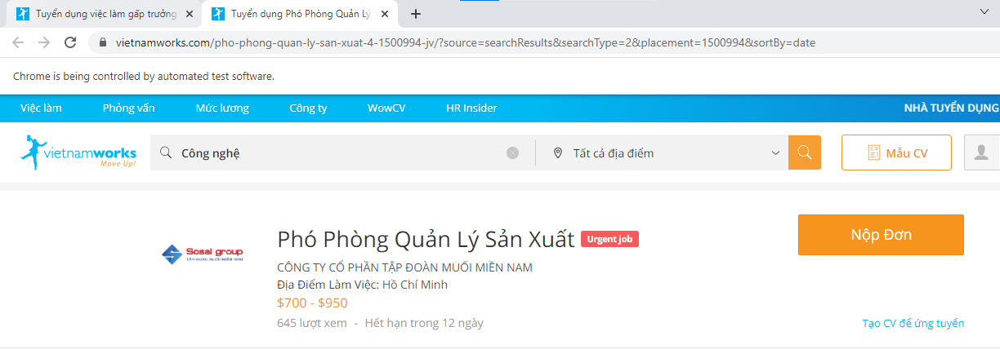 Tuyển dụng việc làm gấp trưởng
Tuyển dụng Phó Phòng Quản Lý
vietnamworks.com/pho-phong-quan-ly-san-xuat-4-1500994-jv/?source=searchResults&searchType=2&placement=1500994&sortBy=date
Chrome is being controlled by automated test software.
Việc làm Phỏng vấn Mức lương Công ty WowCV HR Insider NHÀ TUYỂN DỤNG
vietnamworks
Move Up!
Công nghệ
Tất cả địa điểm
Mẫu CV
Phó Phòng Quản Lý Sản Xuất Urgent job
Nộp Đơn
Sosal group
TẬP ĐOÀN MUỐI MIỀN NAM
CÔNG TY CỔ PHẦN TẬP ĐOÀN MUỐI MIỀN NAM
Địa Điểm Làm Việc: Hồ Chí Minh
$700 - $950
645 lượt xem - Hết hạn trong 12 ngày
Tạo CV để ứng tuyển